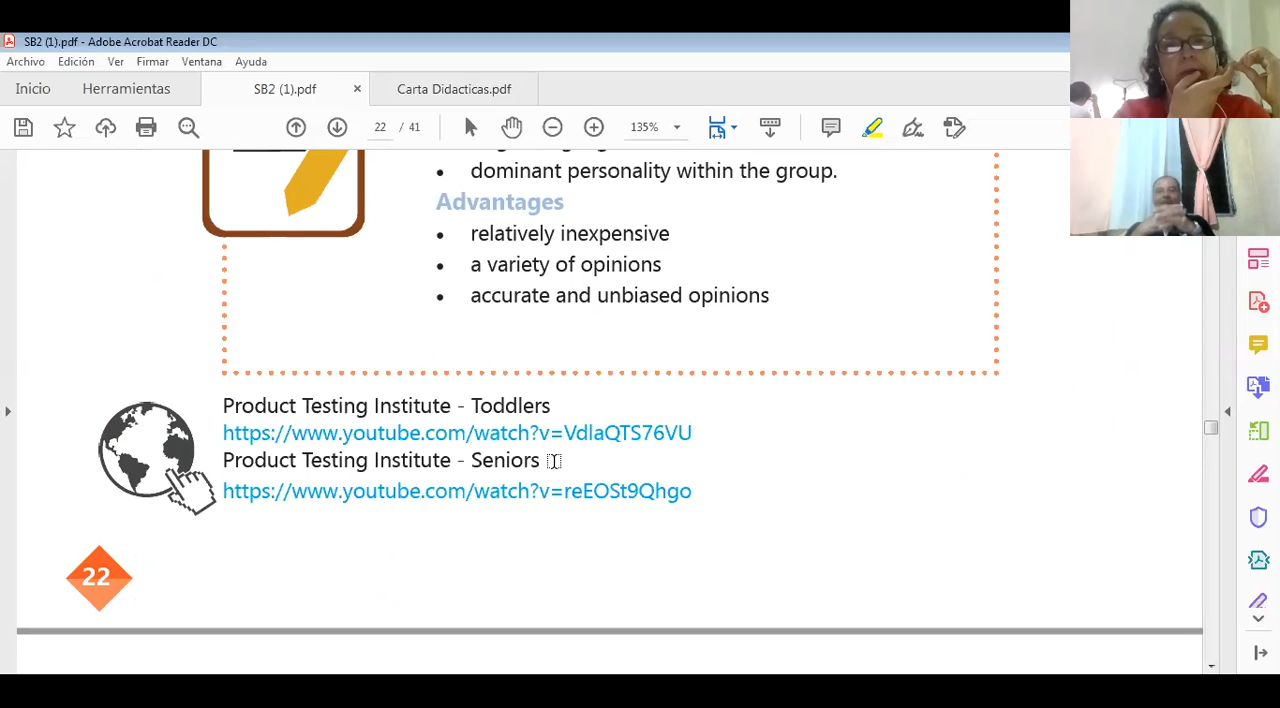 SB2 (1).pdf - Adobe Acrobat Reader DC
Archivo Edición Ver Firmar Ventana Ayuda
Inicio Herramientas SB2 (1).pdf × Carta Didacticas.pdf
22 / 41 135%
dominant personality within the group.
Advantages
relatively inexpensive
a variety of opinions
accurate and unbiased opinions
Product Testing Institute - Toddlers
https://www.youtube.com/watch?v=VdlaQTS76VU
Product Testing Institute - Seniors
https://www.youtube.com/watch?v=reEOSt9Qhgo
22